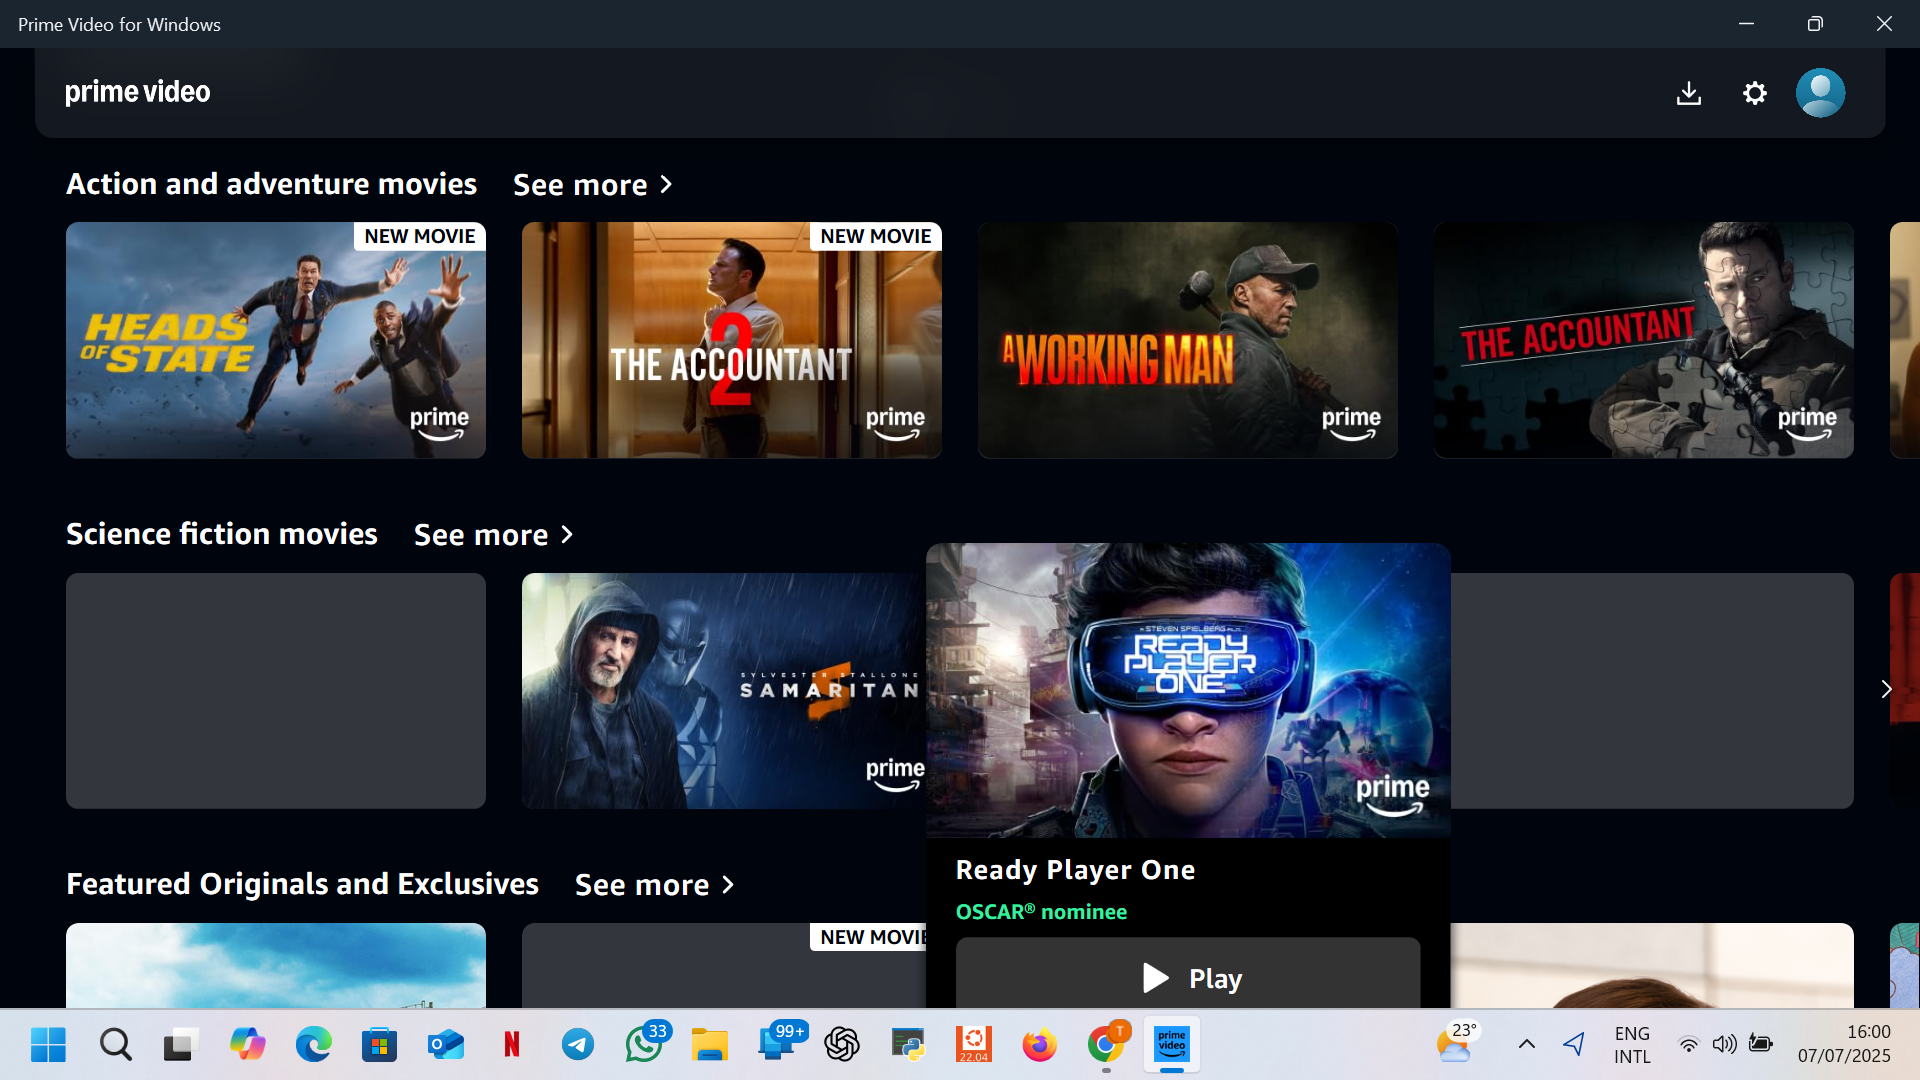 Prime Video for Windows
prime video
Action and adventure movies See more
NEW MOVIE
HEADS
OF STATE
prime
NEW MOVIE
THE ACCOUNTANT
2
prime
A WORKING MAN
prime
THE ACCOUNTANT
prime
Science fiction movies See more
SYLVESTER STALLONE
SAMARITAN
prime
A STEVEN SPIELBERG FILM
READY
PLAYER
ONE
prime
Ready Player One
OSCAR® nominee
Play
Featured Originals and Exclusives See more
NEW MOVIE
33
99+
22.04
T
prime
video
23°
ENG
INTL
16:00
07/07/2025